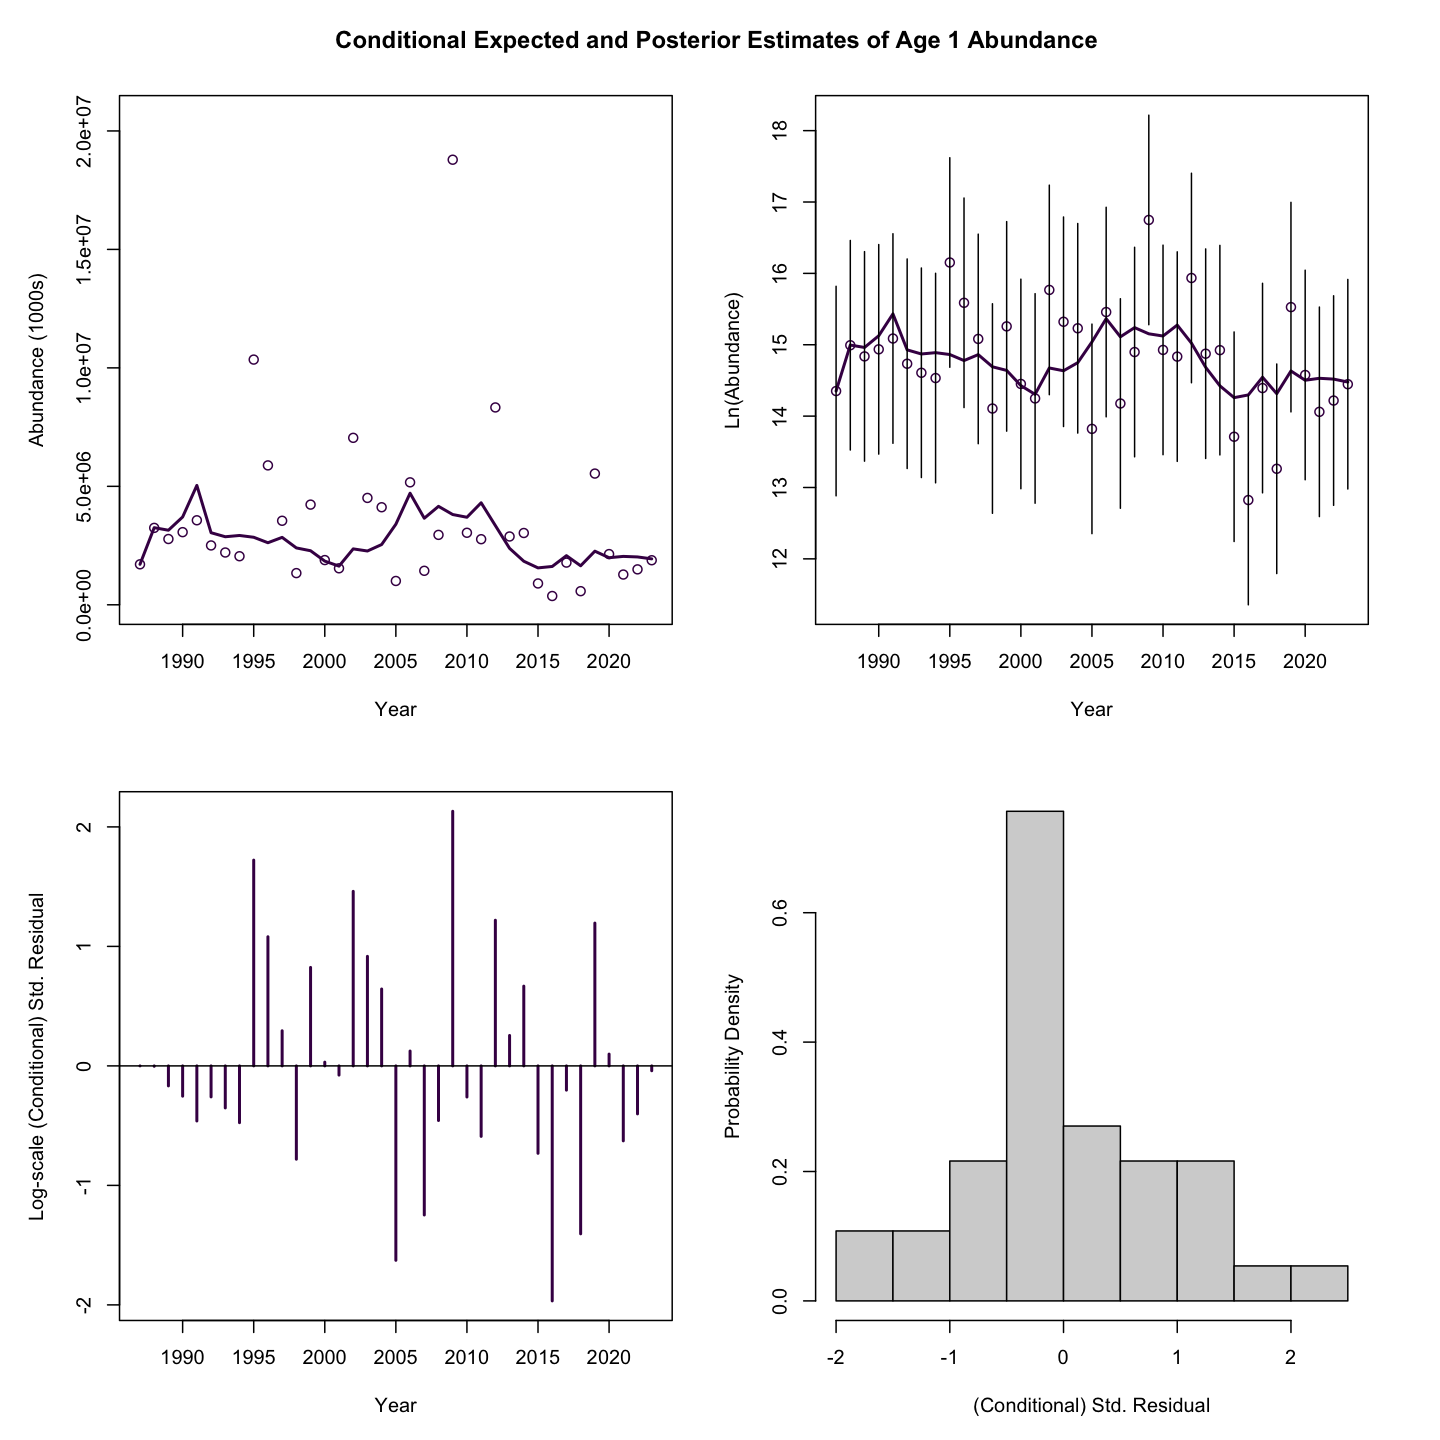 Conditional Expected and Posterior Estimates of Age 1 Abundance
Abundance (1000s)
2.0e+07
1.5e+07
1.0e+07
5.0e+06
0.0e+00
1990 1995 2000 2005 2010 2015 2020
Year
Ln(Abundance)
18
17
16
15
14
13
12
1990 1995 2000 2005 2010 2015 2020
Year
Log-scale (Conditional) Std. Residual
2
1
0
-1
-2
1990 1995 2000 2005 2010 2015 2020
Year
Probability Density
0.6
0.4
0.2
0.0
-2 -1 0 1 2
(Conditional) Std. Residual